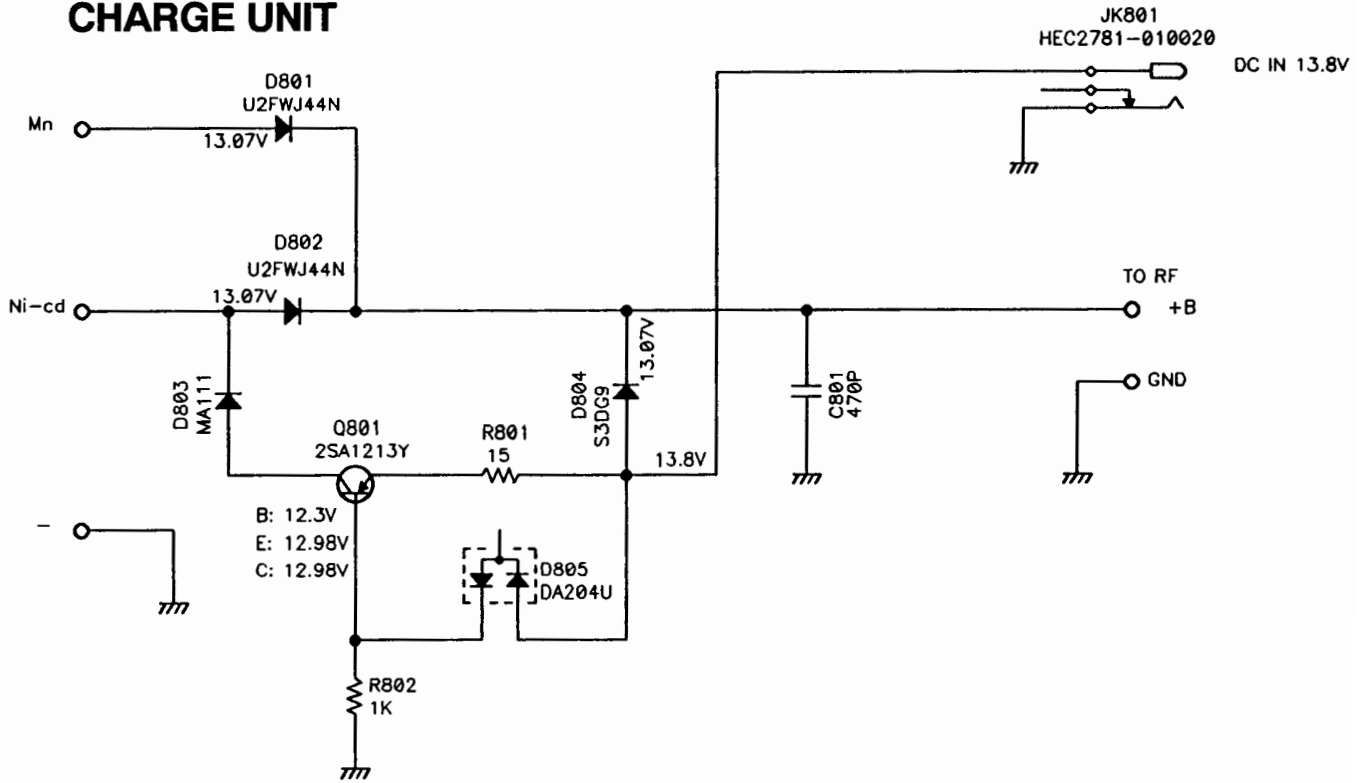 CHARGE UNIT
JK801
HEC2781-010020
DC IN 13.8V
D801
U2FWJ44N
Mn
13.07V
D802
U2FWJ44N
Ni-cd
13.07V
TO RF
+B
13.07V
D803
MA111
D804
S3DG9
C801
470P
GND
Q801
2SA1213Y
R801
15
13.8V
-
B: 12.3V
E: 12.98V
C: 12.98V
D805
DA204U
R802
1K